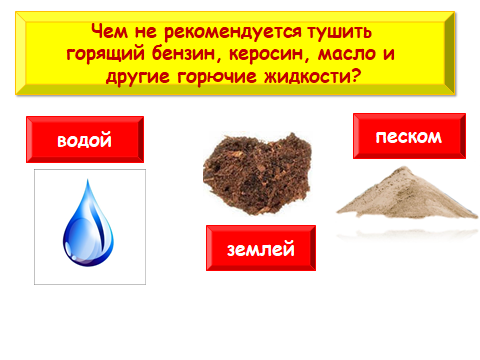 Чем не рекомендуется тушить
горящий бензин, керосин, масло и
другие горючие жидкости?
водой
песком
землей